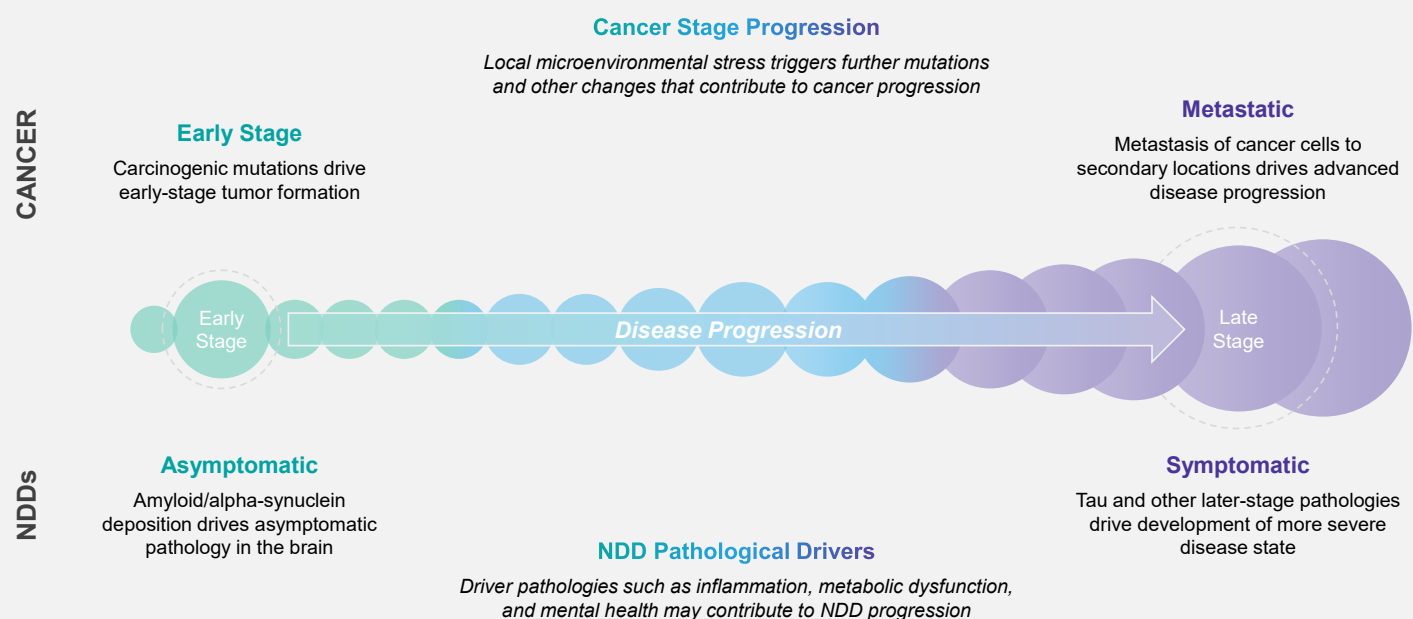 Cancer Stage Progression
Local microenvironmental stress triggers further mutations
and other changes that contribute to cancer progression
CANCER
Early Stage
Carcinogenic mutations drive
early-stage tumor formation
Metastatic
Metastasis of cancer cells to
secondary locations drives advanced
disease progression
Early
Stage
Disease Progression
Late
Stage
NDDs
Asymptomatic
Amyloid/alpha-synuclein
deposition drives asymptomatic
pathology in the brain
Symptomatic
Tau and other later-stage pathologies
drive development of more severe
disease state
NDD Pathological Drivers
Driver pathologies such as inflammation, metabolic dysfunction,
and mental health may contribute to NDD progression